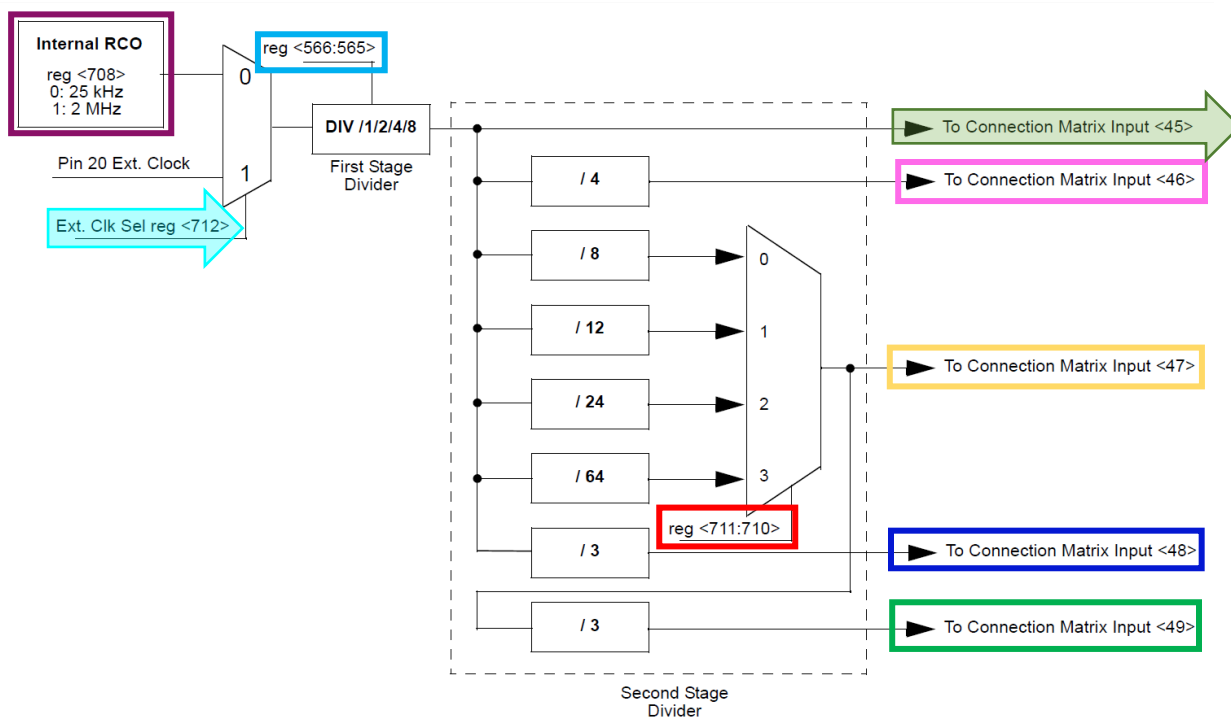 Internal RCO
reg <708>
0: 25 kHz
1: 2 MHz
Pin 20 Ext. Clock
Ext. Clk Sel reg <712>
0
1
reg <566:565>
DIV /1/2/4/8
First Stage
Divider
To Connection Matrix Input <45>
/ 4
To Connection Matrix Input <46>
/ 8
/ 12
/ 24
/ 64
0
1
2
3
reg <711:710>
To Connection Matrix Input <47>
/ 3
To Connection Matrix Input <48>
/ 3
To Connection Matrix Input <49>
Second Stage
Divider